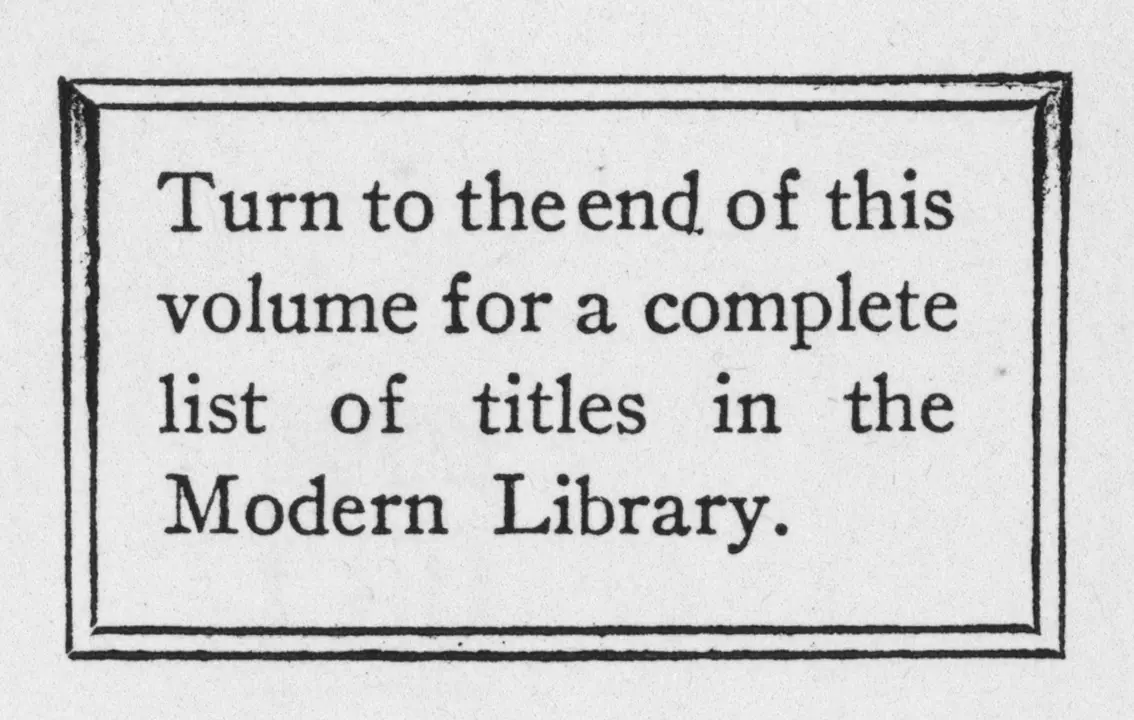 Turn to the end of this
volume for a complete
list of titles in the
Modern Library.